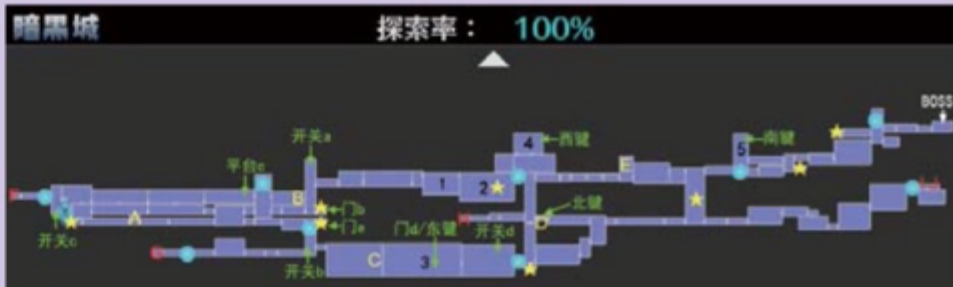 暗黑城 探索率： 100%
BOSS
开关a
4 西键 5 南键
平台c E
1 2
B 门b 北键
A 门a 门d/东键 开关d D
开关c
开关b C 3